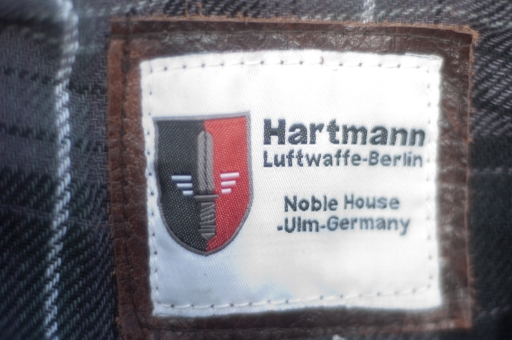 Hartmann
Luftwaffe-Berlin
Noble House
-Ulm-Germany